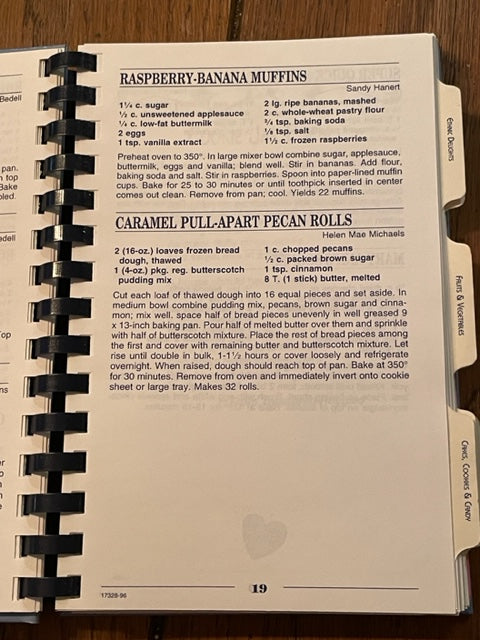 Bedell
pan.
top
Bake
led.
dell
Top
ns
er
RASPBERRY-BANANA MUFFINS
Sandy Hanert
1¼ c. sugar
½ c. unsweetened applesauce
¼ c. low-fat buttermilk
2 eggs
1 tsp. vanilla extract
2 lg. ripe bananas, mashed
2 c. whole-wheat pastry flour
¾ tsp. baking soda
⅛ tsp. salt
1½ c. frozen raspberries
Preheat oven to 350°. In large mixer bowl combine sugar, applesauce,
buttermilk, eggs and vanilla; blend well. Stir in bananas. Add flour,
baking soda and salt. Stir in raspberries. Spoon into paper-lined muffin
cups. Bake for 25 to 30 minutes or until toothpick inserted in center
comes out clean. Remove from pan; cool. Yields 22 muffins.
CARAMEL PULL-APART PECAN ROLLS
Helen Mae Michaels
2 (16-oz.) loaves frozen bread
dough, thawed
1 (4-oz.) pkg. reg. butterscotch
pudding mix
1 c. chopped pecans
½ c. packed brown sugar
1 tsp. cinnamon
8 T. (1 stick) butter, melted
Cut each loaf of thawed dough into 16 equal pieces and set aside. In
medium bowl combine pudding mix, pecans, brown sugar and cinna-
mon; mix well. space half of bread pieces unevenly in well greased 9
x 13-inch baking pan. Pour half of melted butter over them and sprinkle
with half of butterscotch mixture. Place the rest of bread pieces among
the first and cover with remaining butter and butterscotch mixture. Let
rise until double in bulk, 1-1½ hours or cover loosely and refrigerate
overnight. When raised, dough should reach top of pan. Bake at 350°
for 30 minutes. Remove from oven and immediately invert onto cookie
sheet or large tray. Makes 32 rolls.
17328-96
19
ETHNIC DELIGHTS
FRUITS & VEGETABLES
CAKES, COOKIES & CANDY